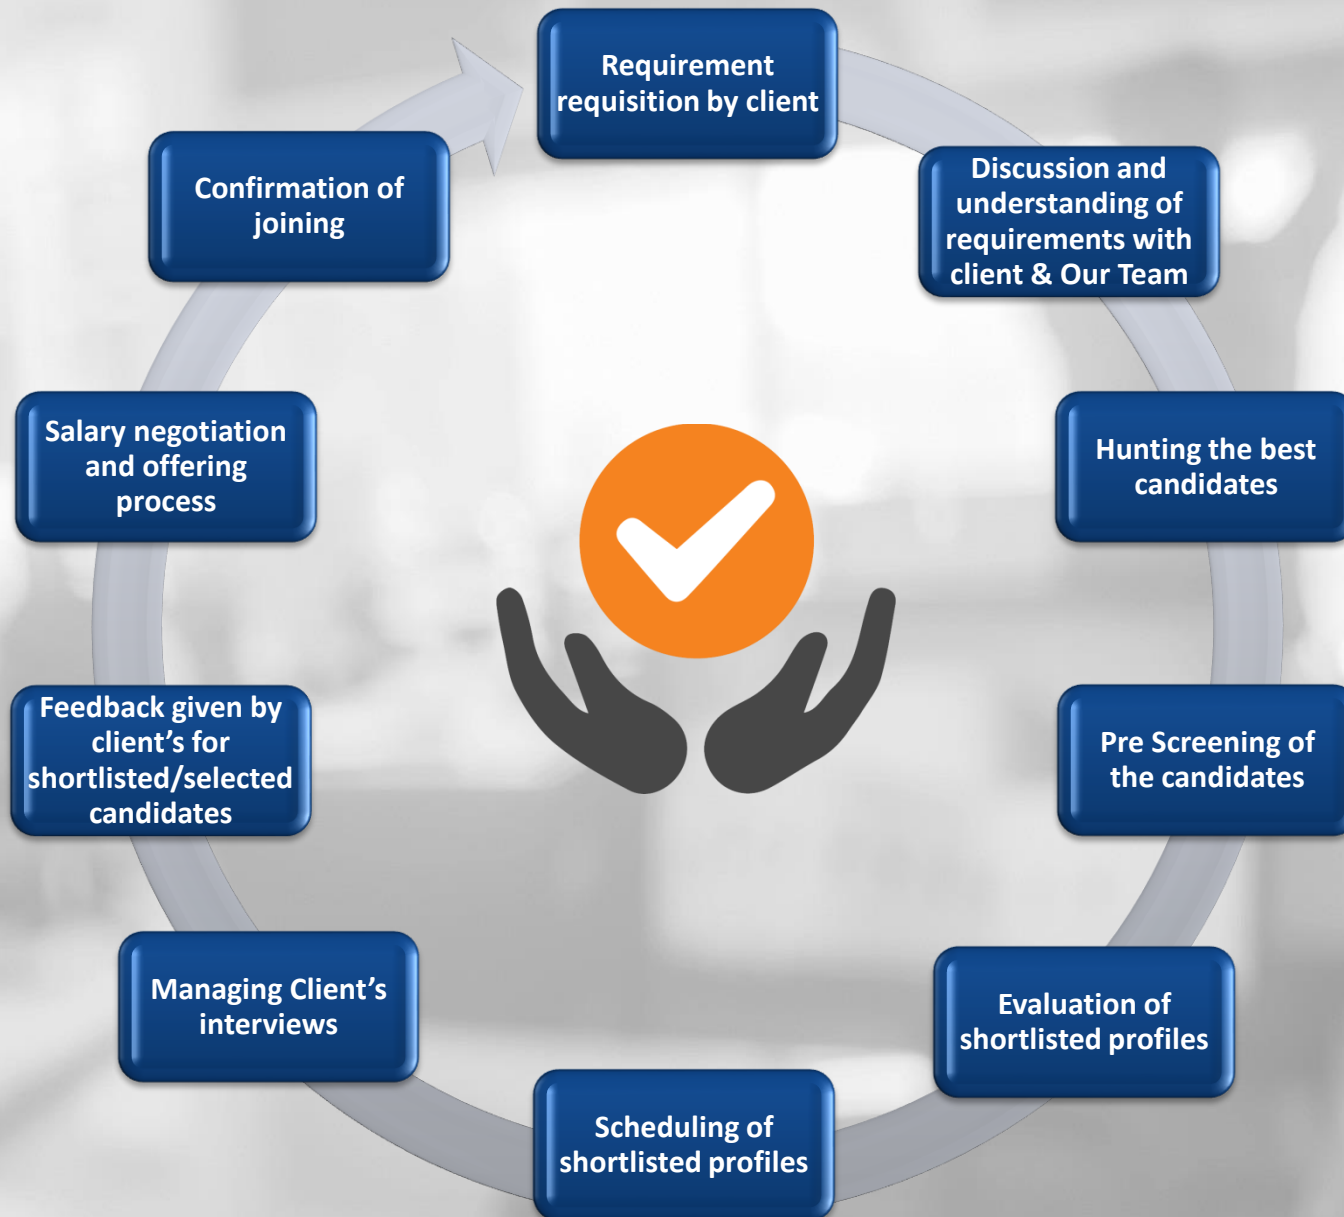 Requirement
requisition by client
Discussion and
understanding of
requirements with
client & Our Team
Hunting the best
candidates
Pre Screening of
the candidates
Evaluation of
shortlisted profiles
Scheduling of
shortlisted profiles
Managing Client’s
interviews
Feedback given by
client’s for
shortlisted/selected
candidates
Salary negotiation
and offering
process
Confirmation of
joining